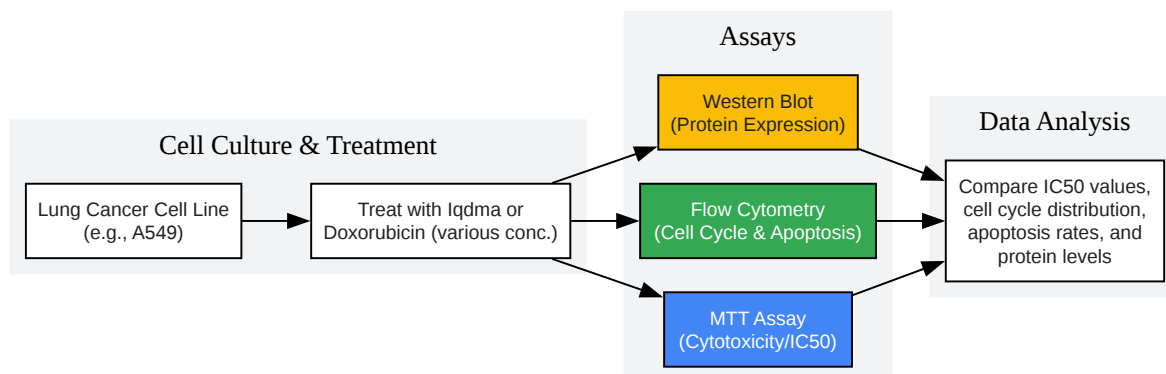 Cell Culture & Treatment
Lung Cancer Cell Line
(e.g., A549)
Treat with Iqdma or
Doxorubicin (various conc.)
Assays
Western Blot
(Protein Expression)
Flow Cytometry
(Cell Cycle & Apoptosis)
MTT Assay
(Cytotoxicity/IC50)
Data Analysis
Compare IC50 values,
cell cycle distribution,
apoptosis rates, and
protein levels